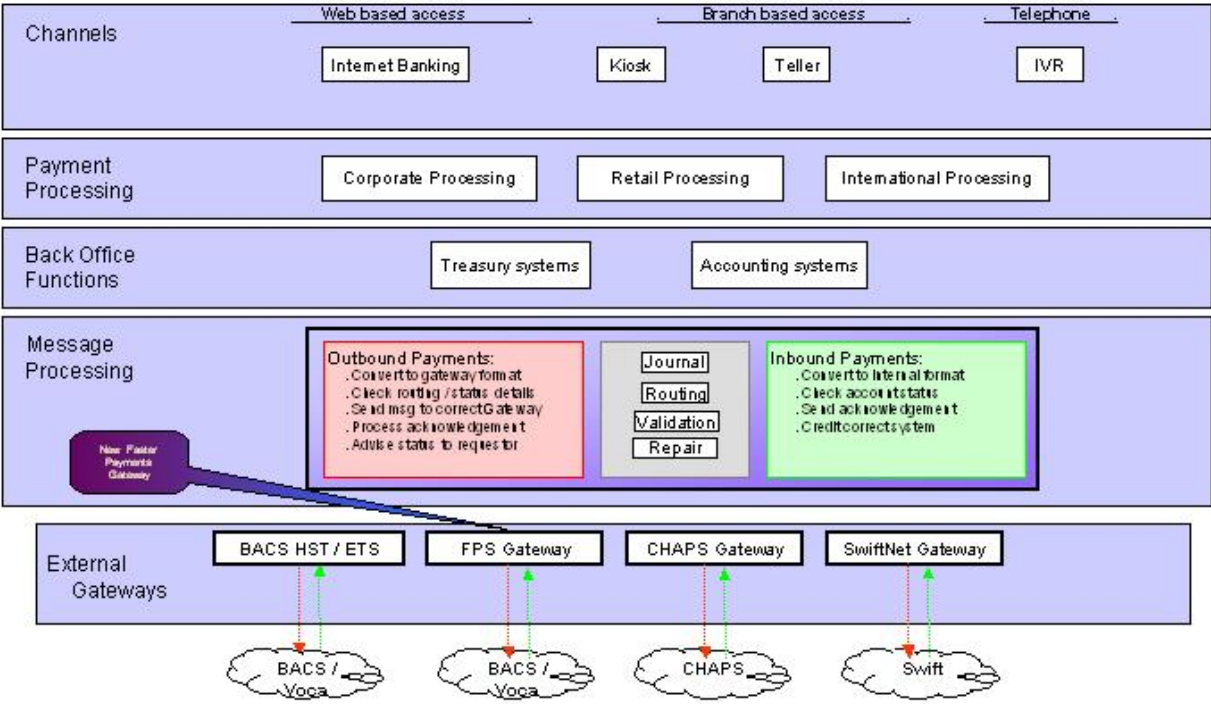 Web based access
Branch based access
Telephone
Channels
Internet Banking
Kiosk
Teller
IVR
Payment
Processing
Corporate Processing
Retail Processing
International Processing
Back Office
Functions
Treasury systems
Accounting systems
Message
Processing
Outbound Payments:
. Convert to gateway format
. Check routing / status details
. Send msg to correct Gateway
. Process acknowledgement
. Advise status to requestor
Journal
Routing
Validation
Repair
Inbound Payments:
. Convert to Internal format
. Check account status
. Send acknowledgement
. Credit correct system
New Faster
Payments
Gateway
External
Gateways
BACS HST / ETS
FPS Gateway
CHAPS Gateway
SwiftNet Gateway
BACS /
Voca
BACS /
Voca
CHAPS
Swift